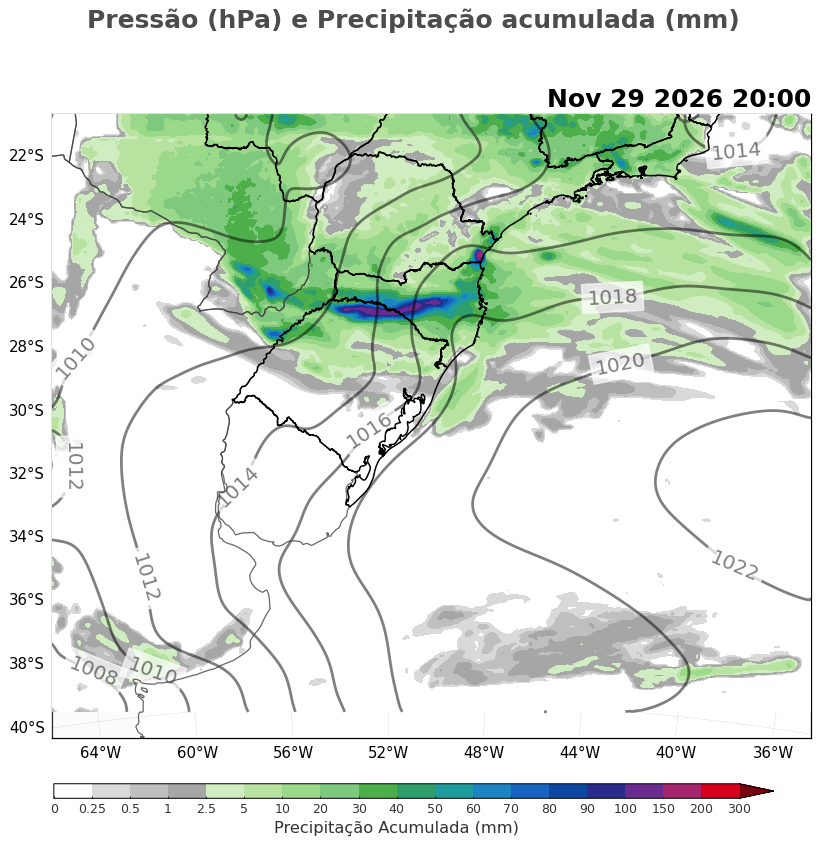 Pressão (hPa) e Precipitação acumulada (mm)
Nov 29 2026 20:00
22°S
24°S
26°S
28°S
30°S
32°S
34°S
36°S
38°S
40°S
1014
1018
1020
1010
1016
1012
1014
1022
1012
1008
1010
64°W 60°W 56°W 52°W 48°W 44°W 40°W 36°W
0 0.25 0.5 1 2.5 5 10 20 30 40 50 60 70 80 90 100 150 200 300
Precipitação Acumulada (mm)